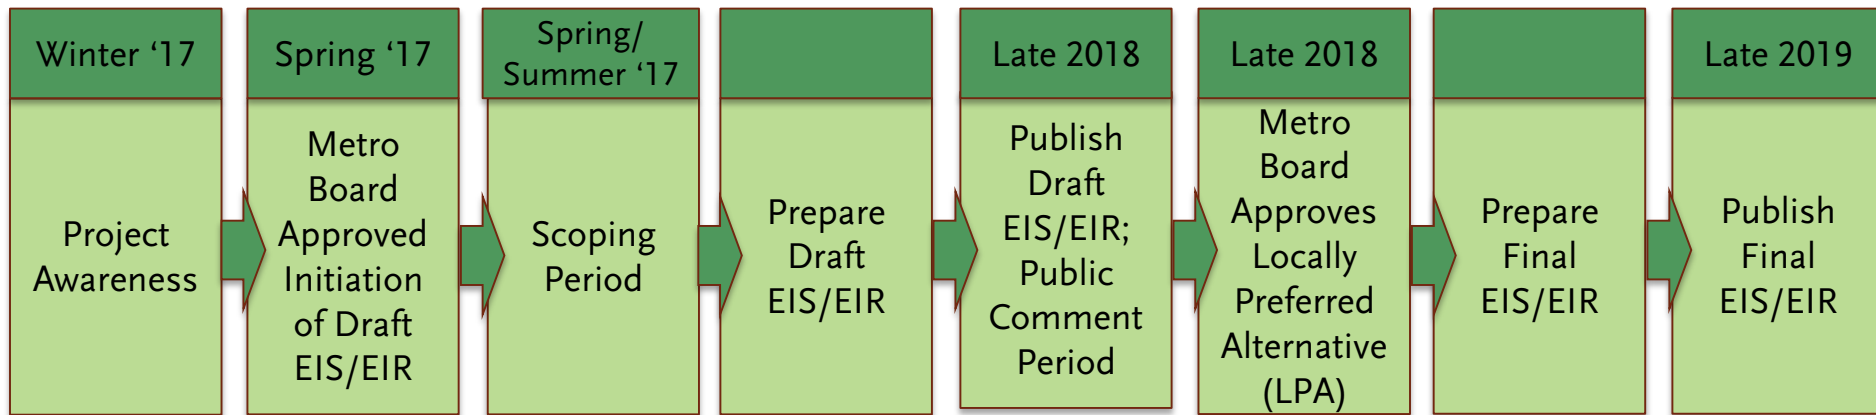 Winter ‘17
Project
Awareness
Spring ‘17
Metro
Board
Approved
Initiation
of Draft
EIS/EIR
Spring/
Summer ‘17
Scoping
Period
Prepare
Draft
EIS/EIR
Late 2018
Publish
Draft
EIS/EIR;
Public
Comment
Period
Late 2018
Metro
Board
Approves
Locally
Preferred
Alternative
(LPA)
Prepare
Final
EIS/EIR
Late 2019
Publish
Final
EIS/EIR